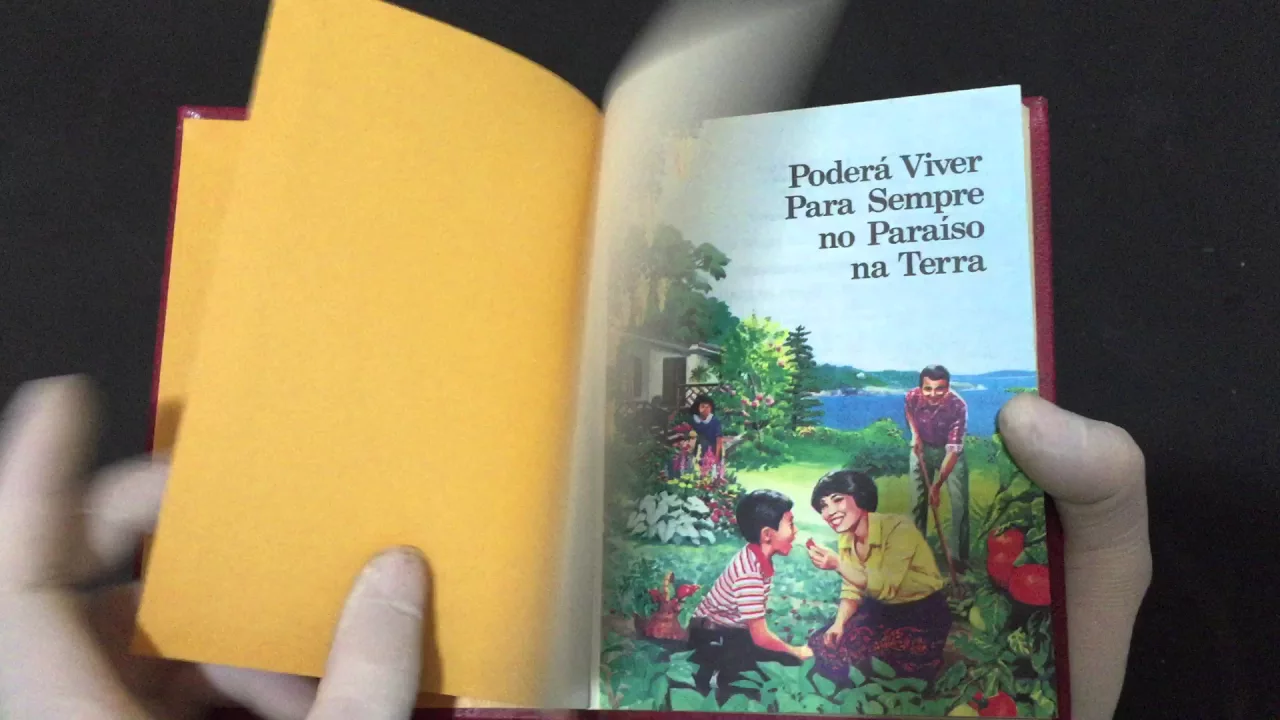 Poderá Viver
Para Sempre
no Paraíso
na Terra